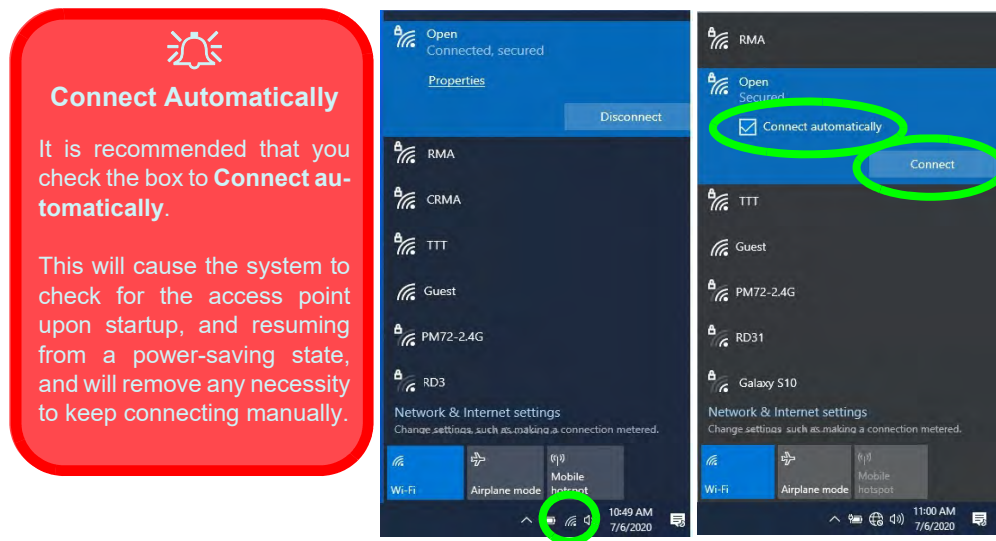 Connect Automatically
It is recommended that you
check the box to Connect au-
tomatically.
This will cause the system to
check for the access point
upon startup, and resuming
from a power-saving state,
and will remove any necessity
to keep connecting manually.
Open
Connected, secured
Properties
Disconnect
RMA
CRMA
TTT
Guest
PM72-2.4G
RD3
Network & Internet settings
Change settings such as making a connection metered.
Wi-Fi
Airplane mode
Mobile
hotspot
10:49 AM
7/6/2020
RMA
Open
Secured
Connect automatically
Connect
TTT
Guest
PM72-2.4G
RD31
Galaxy S10
Network & Internet settings
Change settings such as making a connection metered.
Wi-Fi
Airplane mode
Mobile
hotspot
11:00 AM
7/6/2020